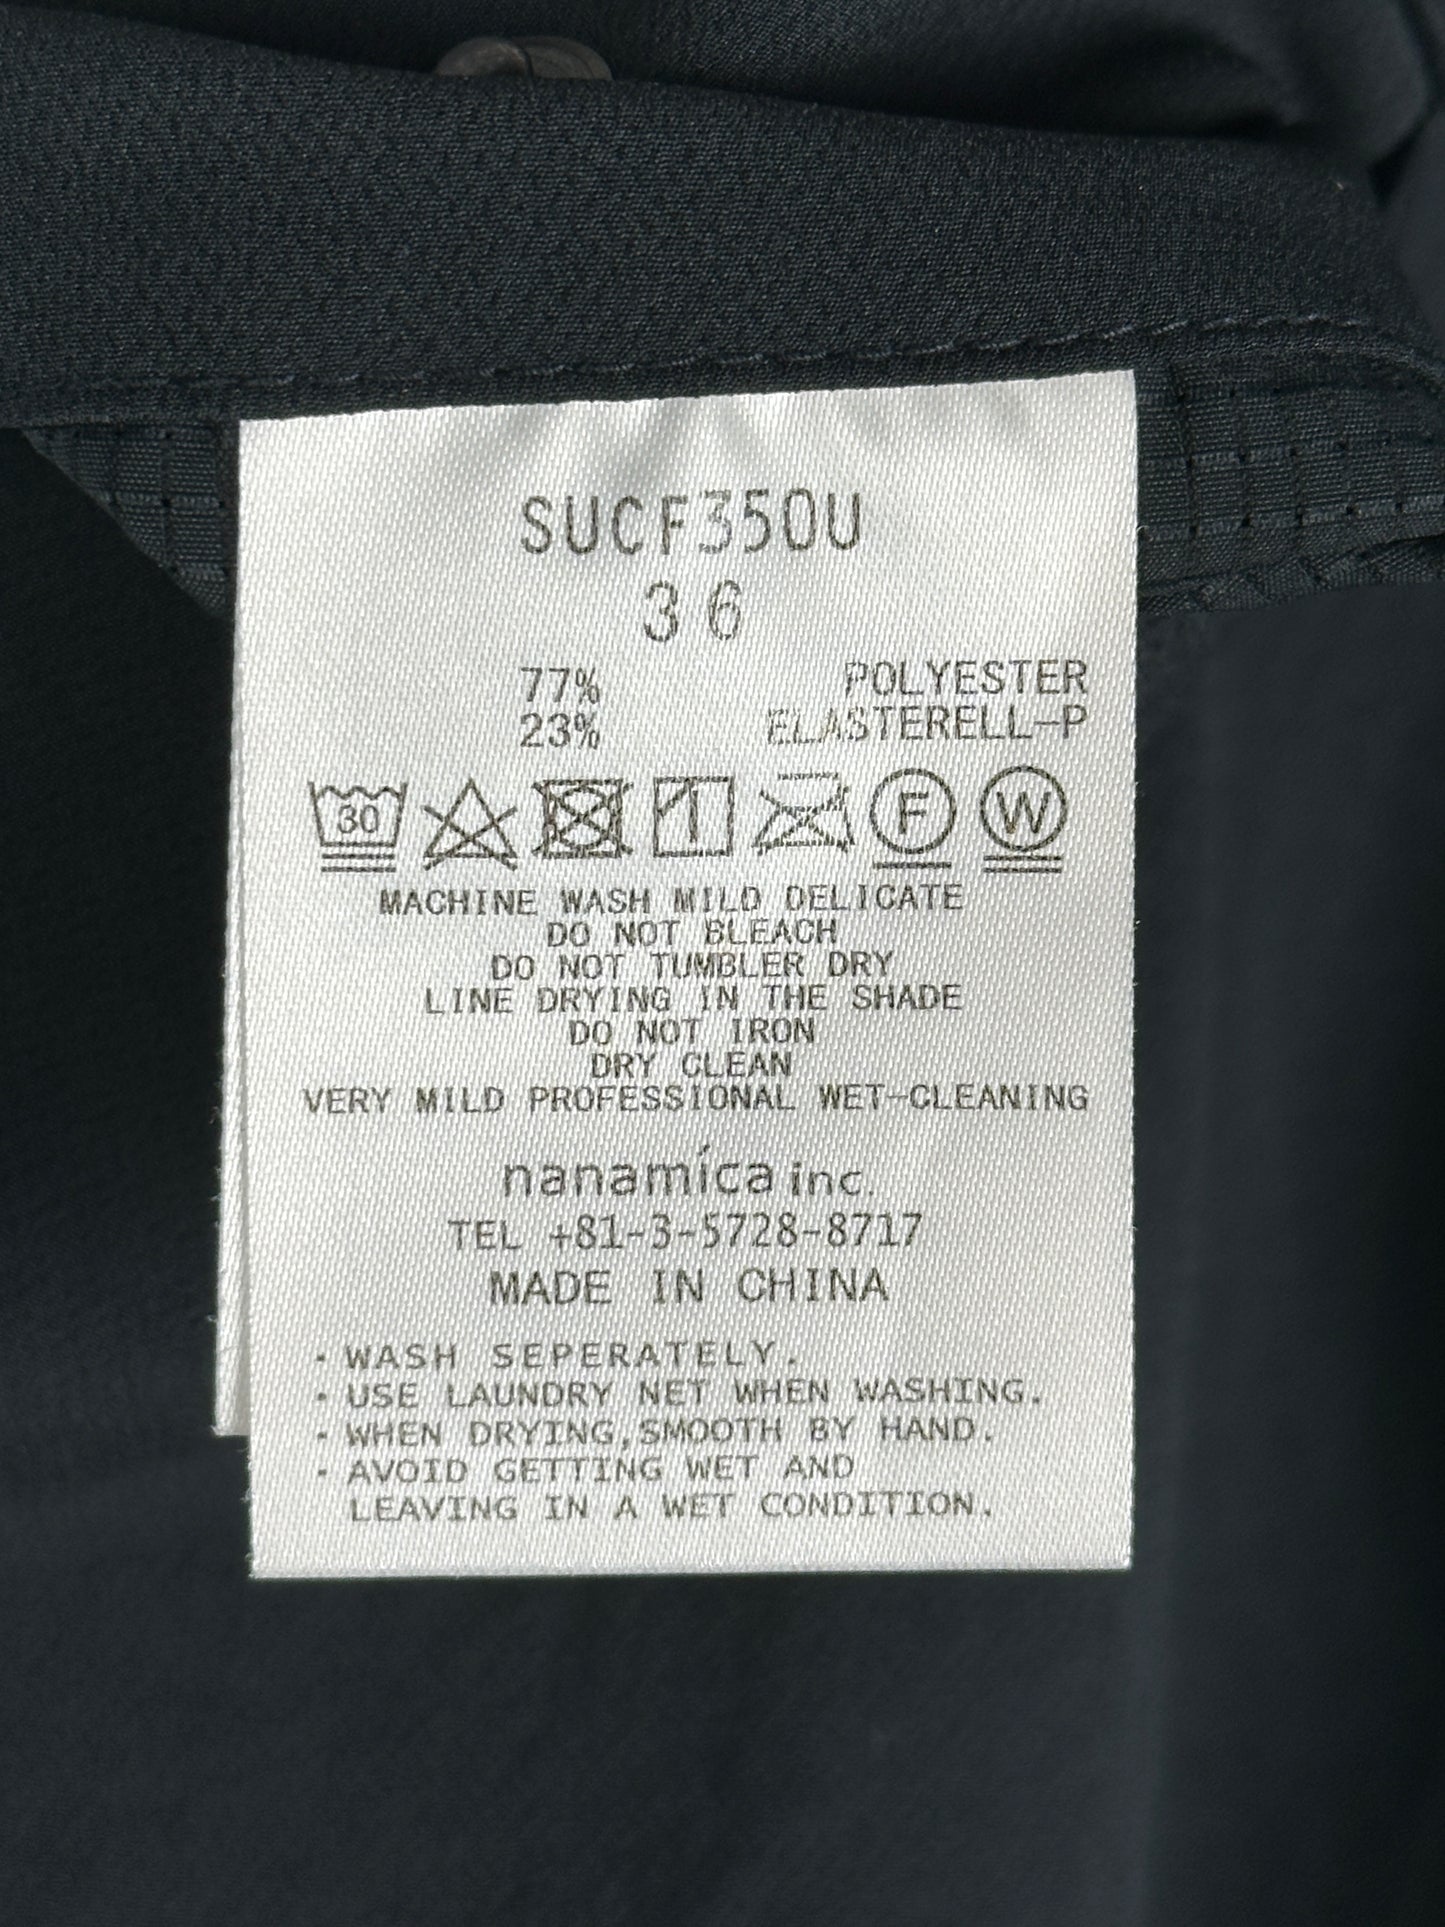 SUCF350U
36
77% POLYESTER
23% ELASTERELL-P
30 F W
MACHINE WASH MILD DELICATE
DO NOT BLEACH
DO NOT TUMBLER DRY
LINE DRYING IN THE SHADE
DO NOT IRON
DRY CLEAN
VERY MILD PROFESSIONAL WET-CLEANING
nanamíca inc.
TEL +81-3-5728-8717
MADE IN CHINA
・WASH SEPERATELY.
・USE LAUNDRY NET WHEN WASHING.
・WHEN DRYING,SMOOTH BY HAND.
・AVOID GETTING WET AND
LEAVING IN A WET CONDITION.